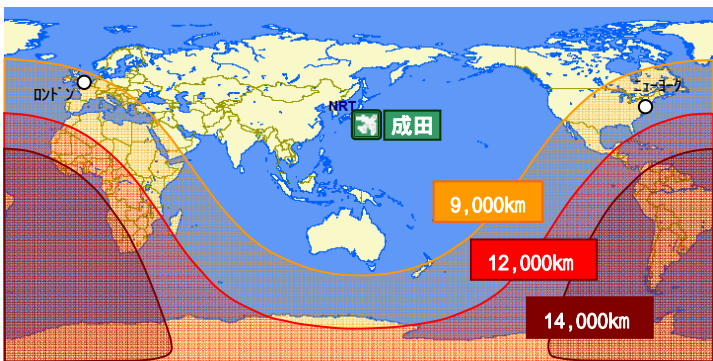 ﾛﾝﾄﾞﾝ
ﾆｭｰﾖｰｸ
NRT
成田
9,000km
12,000km
14,000km